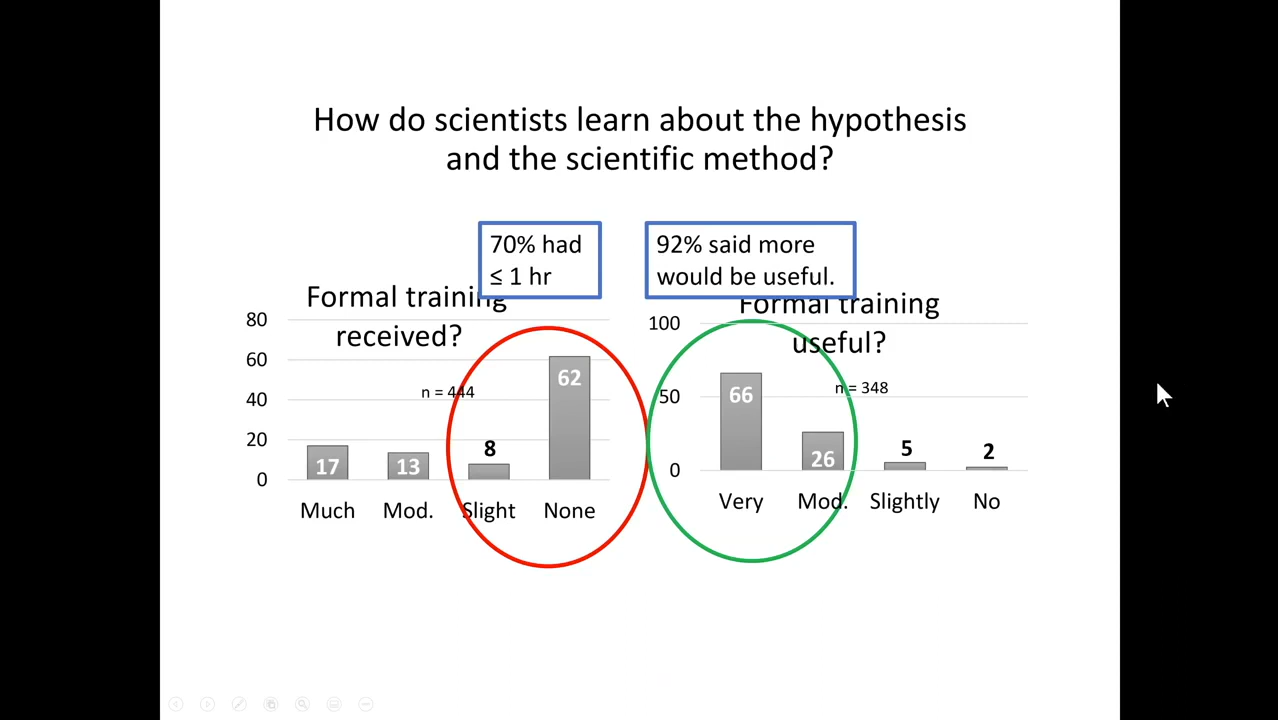 How do scientists learn about the hypothesis
and the scientific method?
70% had
≤ 1 hr
92% said more
would be useful.
Formal training
received?
n = 444
80
60
40
20
0
17
13
8
62
Much
Mod.
Slight
None
Formal training
useful?
n = 348
100
50
0
66
26
5
2
Very
Mod.
Slightly
No